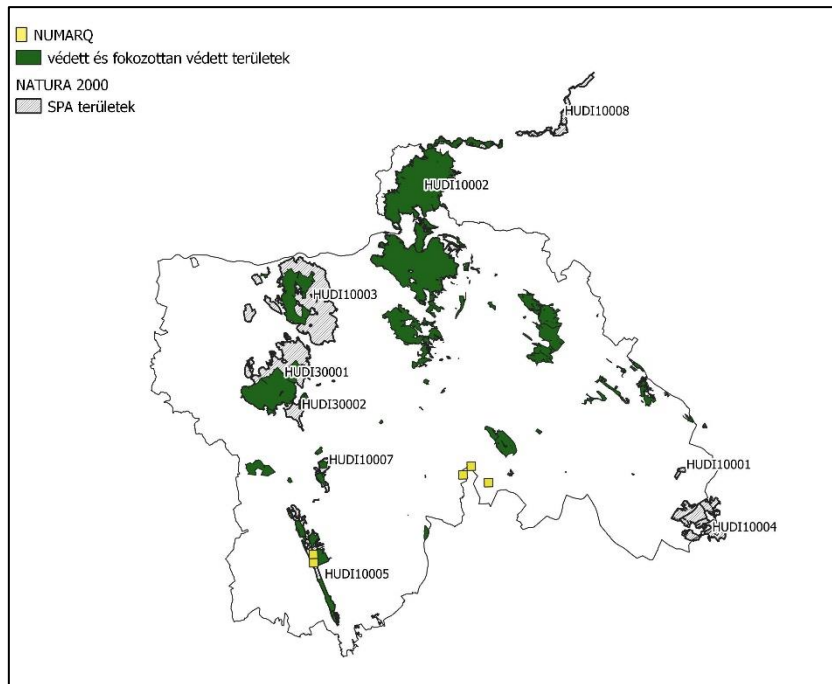 NUMARQ
védett és fokozottan védett területek
NATURA 2000
SPA területek
HUDI10008
HUDI10002
HUDI10003
HUDI30001
HUDI30002
HUDI10007
HUDI10001
HUDI10004
HUDI10005